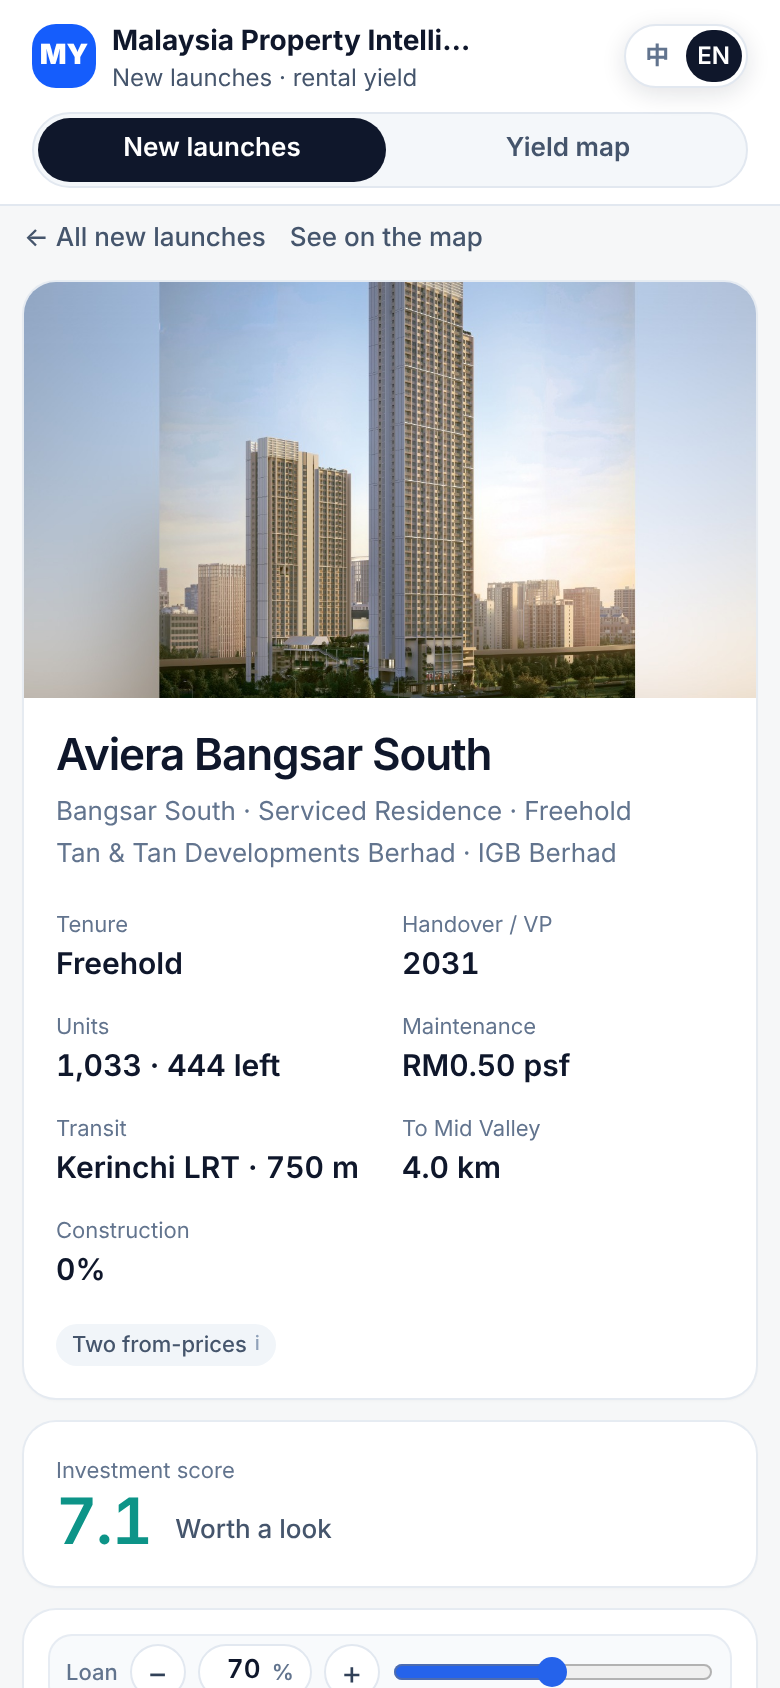 MY
Malaysia Property Intelli...
New launches · rental yield
中 EN
New launches
Yield map
← All new launches
See on the map
Aviera Bangsar South
Bangsar South · Serviced Residence · Freehold
Tan & Tan Developments Berhad · IGB Berhad
Tenure
Freehold
Handover / VP
2031
Units
1,033 · 444 left
Maintenance
RM0.50 psf
Transit
Kerinchi LRT · 750 m
To Mid Valley
4.0 km
Construction
0%
Two from-prices i
Investment score
7.1 Worth a look
Loan − 70 % +